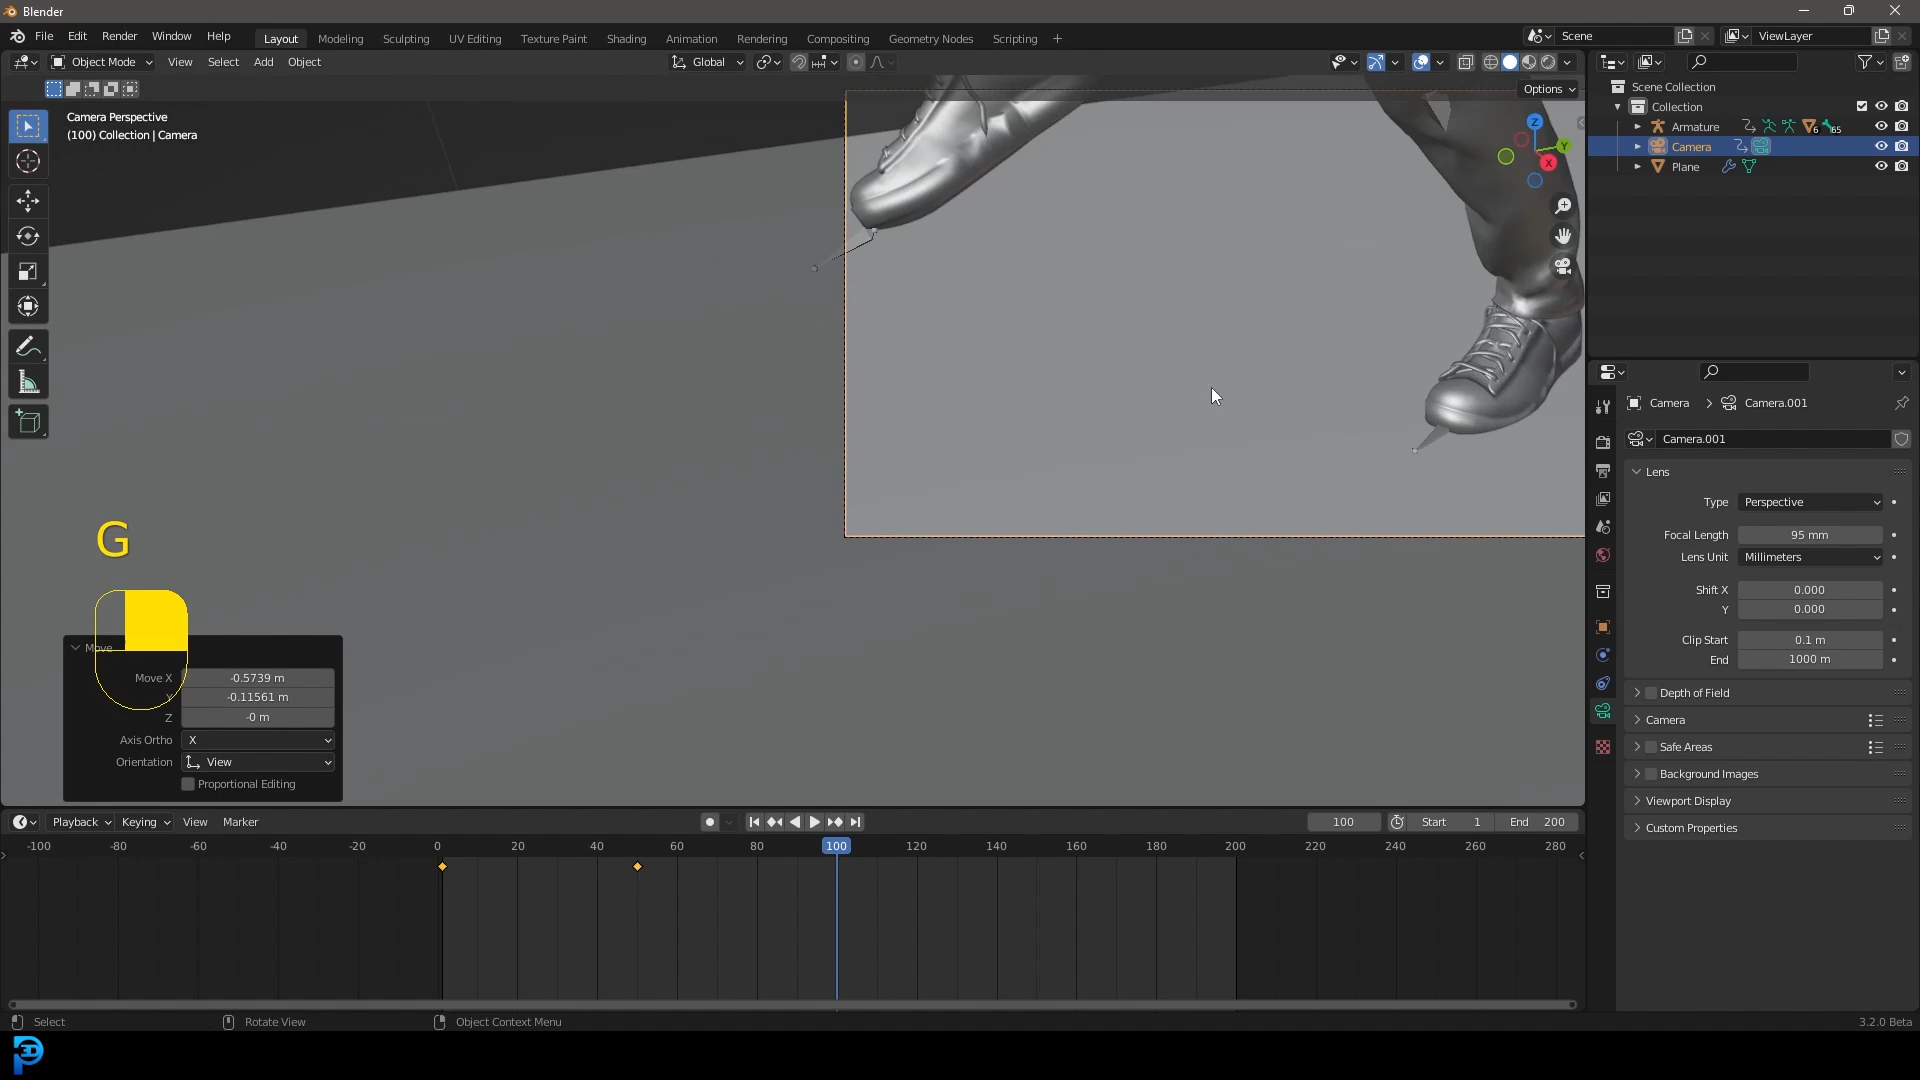 Blender
File Edit Render Window Help
Layout Modeling Sculpting UV Editing Texture Paint Shading Animation Rendering Compositing Geometry Nodes Scripting +
Scene
ViewLayer
Object Mode View Select Add Object
Global
Options
Camera Perspective
(100) Collection | Camera
Z
Y
X
Scene Collection
Collection
Armature
6
65
Camera
Plane
Camera > Camera.001
Camera.001
Lens
Type Perspective
Focal Length 95 mm
Lens Unit Millimeters
Shift X 0.000
Y 0.000
Clip Start 0.1 m
End 1000 m
Depth of Field
Camera
Safe Areas
Background Images
Viewport Display
Custom Properties
G
Move
Move X -0.5739 m
Y -0.11561 m
Z -0 m
Axis Ortho X
Orientation View
Proportional Editing
Playback Keying View Marker
100 Start 1 End 200
-100 -80 -60 -40 -20 0 20 40 60 80 100 120 140 160 180 200 220 240 260 280
Select Rotate View Object Context Menu 3.2.0 Beta
3D